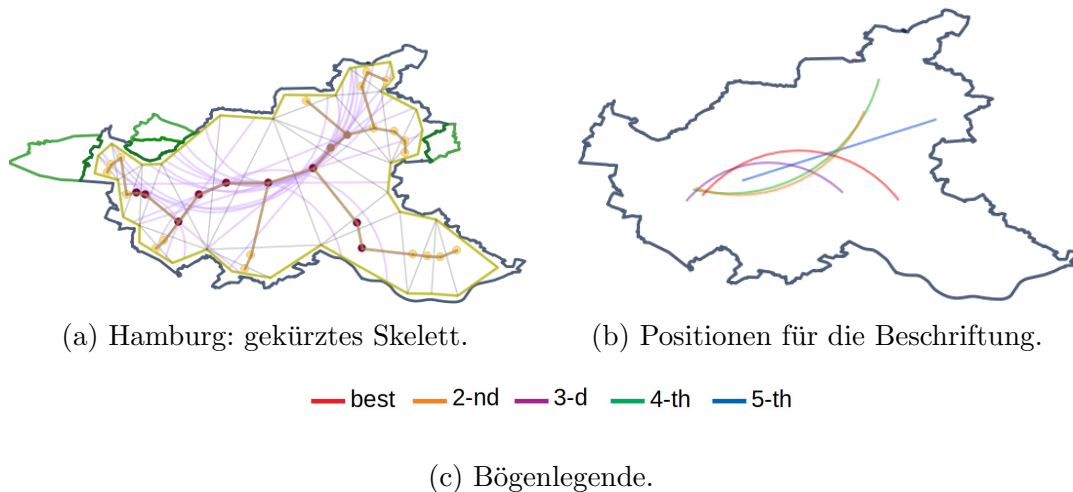 (a) Hamburg: gekürztes Skelett.
(b) Positionen für die Beschriftung.
best 2-nd 3-d 4-th 5-th
(c) Bögenlegende.